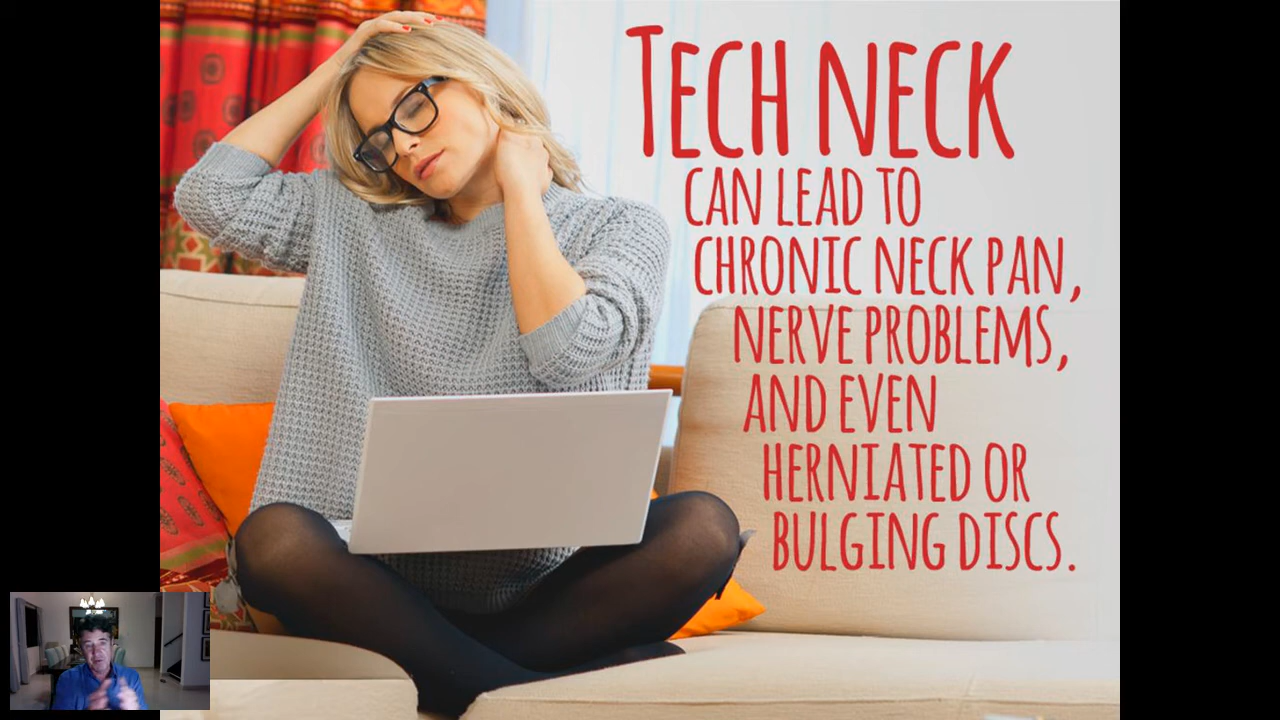 TECH NECK
CAN LEAD TO
CHRONIC NECK PAN,
NERVE PROBLEMS,
AND EVEN
HERNIATED OR
BULGING DISCS.